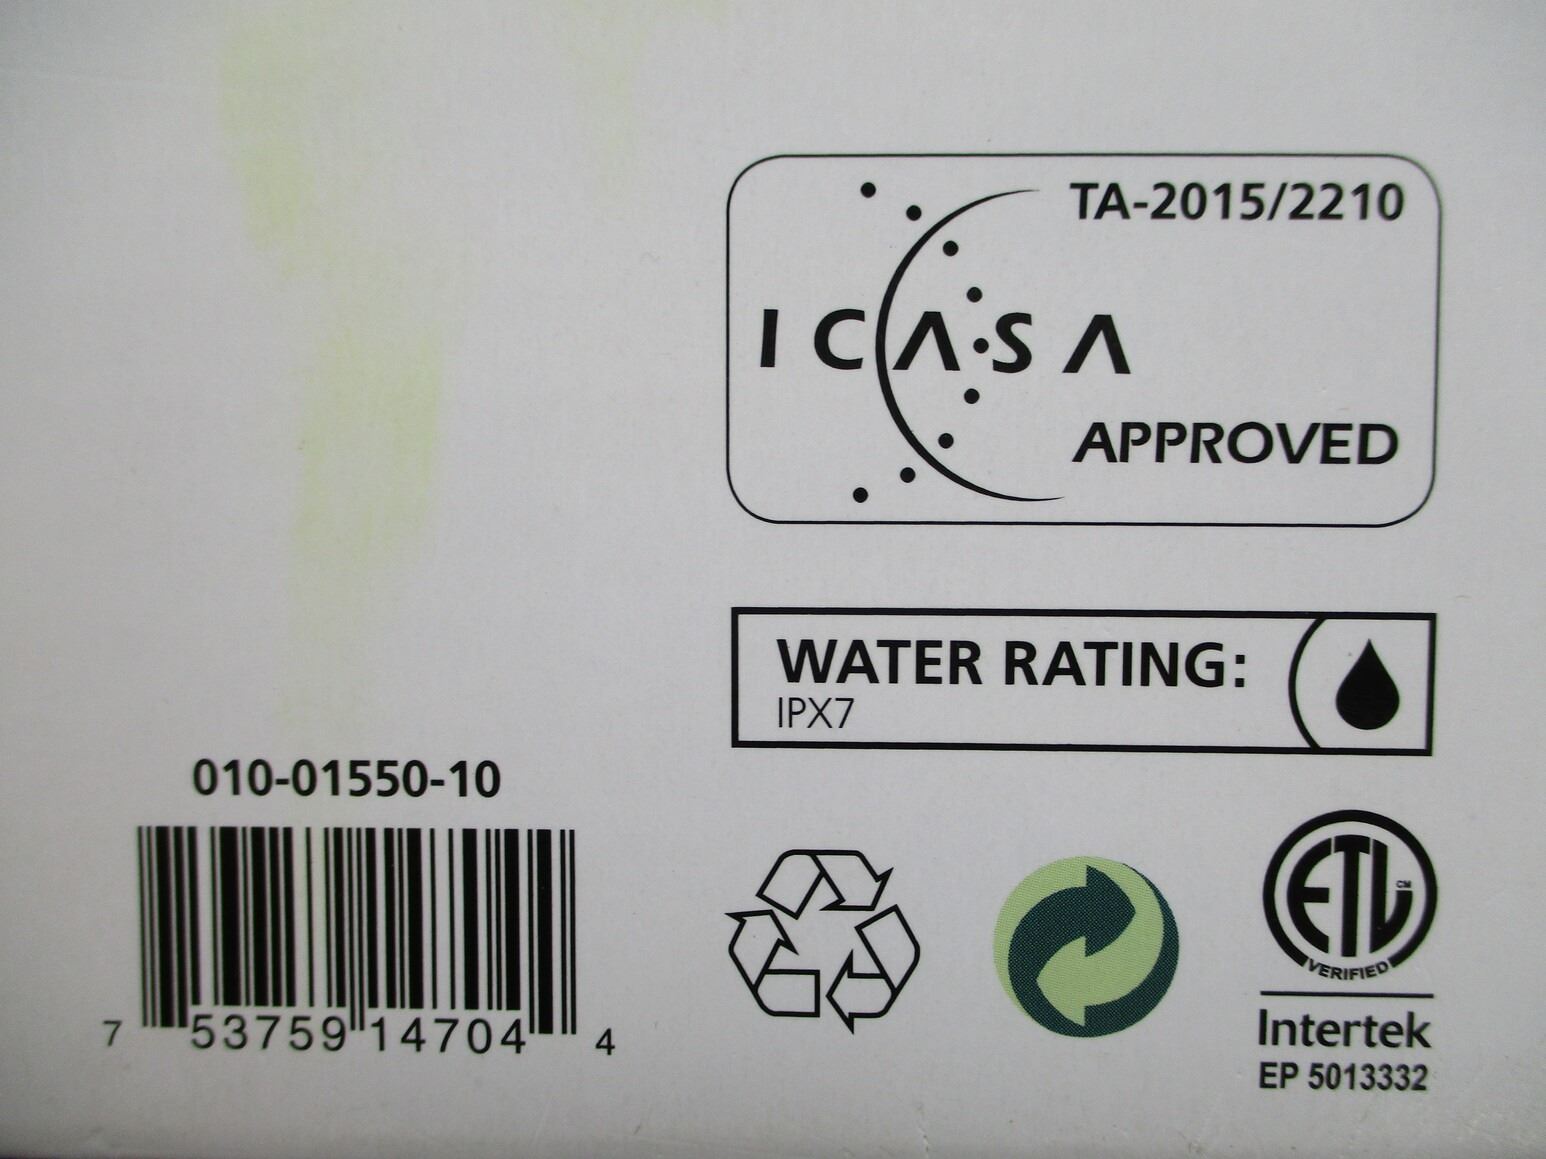 TA-2015/2210
ICASA
APPROVED
WATER RATING:
IPX7
010-01550-10
7 53759 14704 4
ETL CM
VERIFIED
Intertek
EP 5013332